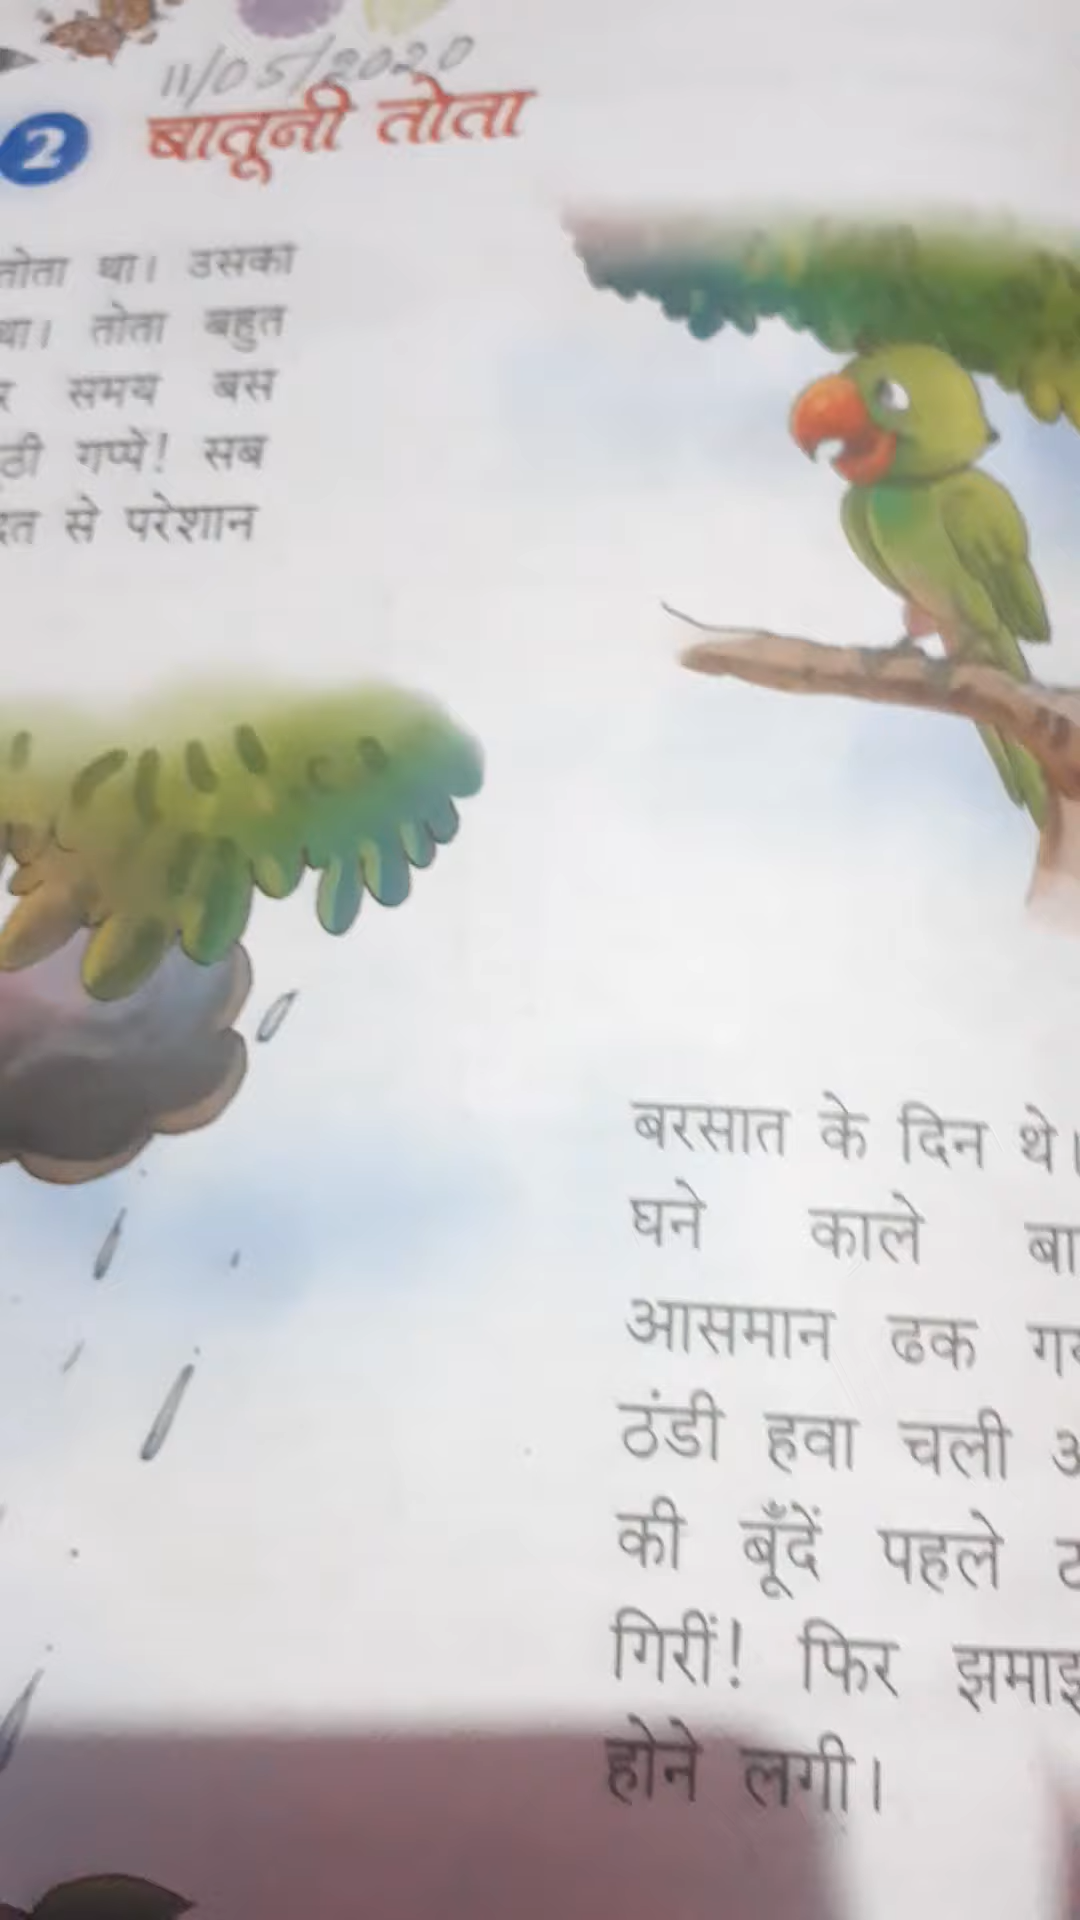 11/05/2020
2 बातूनी तोता
तोता था। उसका
था। तोता बहुत
समय बस
गप्पें! सब
से परेशान
बरसात के दिन थे।
घने काले
आसमान ढक
ठंडी हवा चली
की बूँदें पहले
गिरीं! फिर
होने लगी।